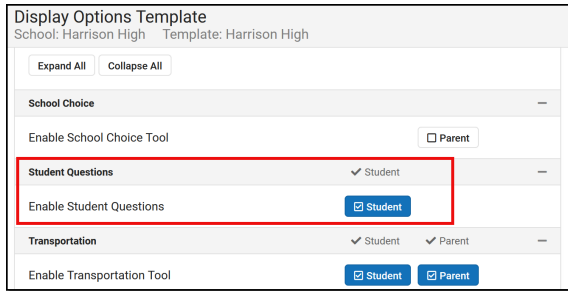 Display Options Template
School: Harrison High Template: Harrison High
Expand All Collapse All
School Choice
Enable School Choice Tool Parent
Student Questions Student
Enable Student Questions Student
Transportation Student Parent
Enable Transportation Tool Student Parent